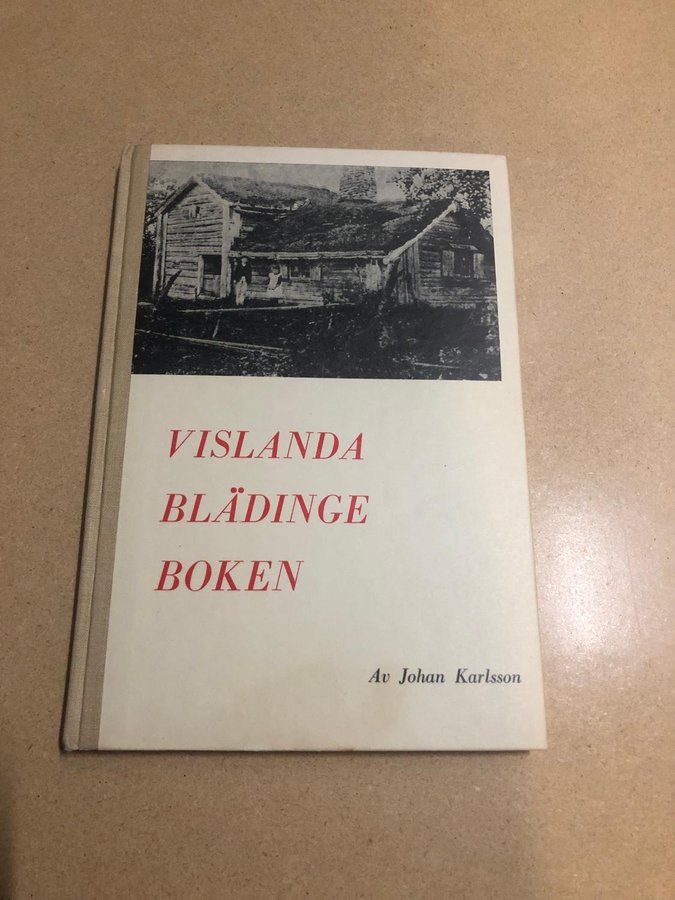 VISLANDA
BLÄDINGE
BOKEN
Av Johan Karlsson